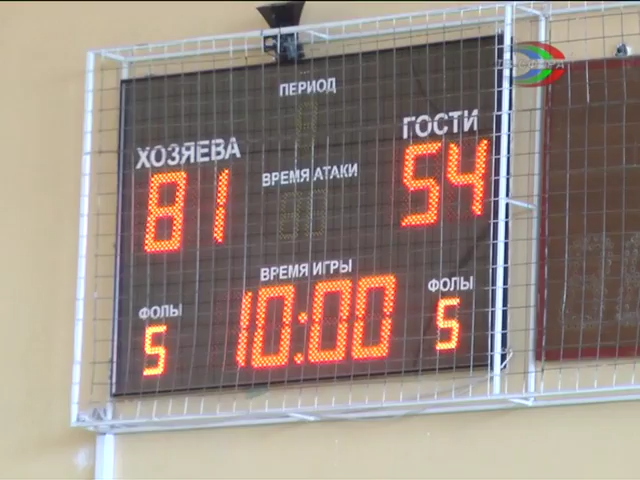 ПЕРИОД
ХОЗЯЕВА
ГОСТИ
81
ВРЕМЯ АТАКИ
54
ВРЕМЯ ИГРЫ
ФОЛЫ
ФОЛЫ
5
10:00
5